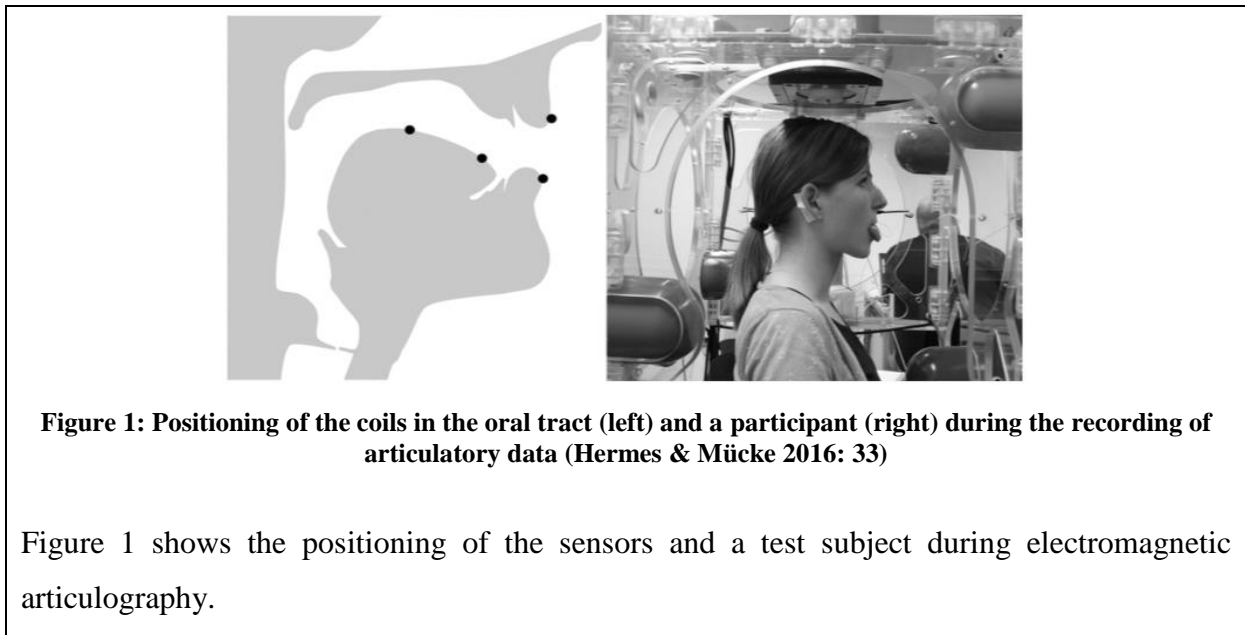 Figure 1: Positioning of the coils in the oral tract (left) and a participant (right) during the recording of
articulatory data (Hermes & Mücke 2016: 33)
Figure 1 shows the positioning of the sensors and a test subject during electromagnetic
articulography.